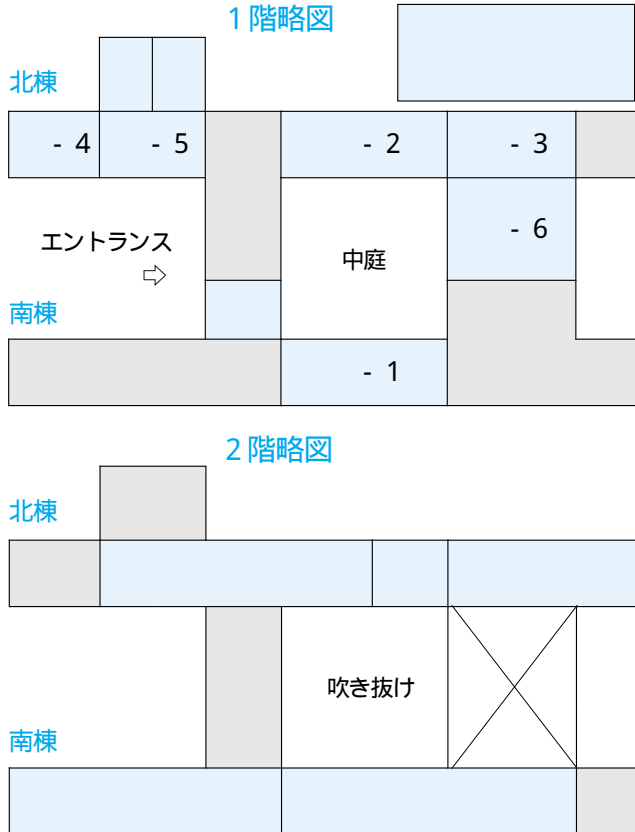 1階略図
北棟
- 4
- 5
- 2
- 3
エントランス
⇨
中庭
- 6
南棟
- 1
2階略図
北棟
吹き抜け
南棟